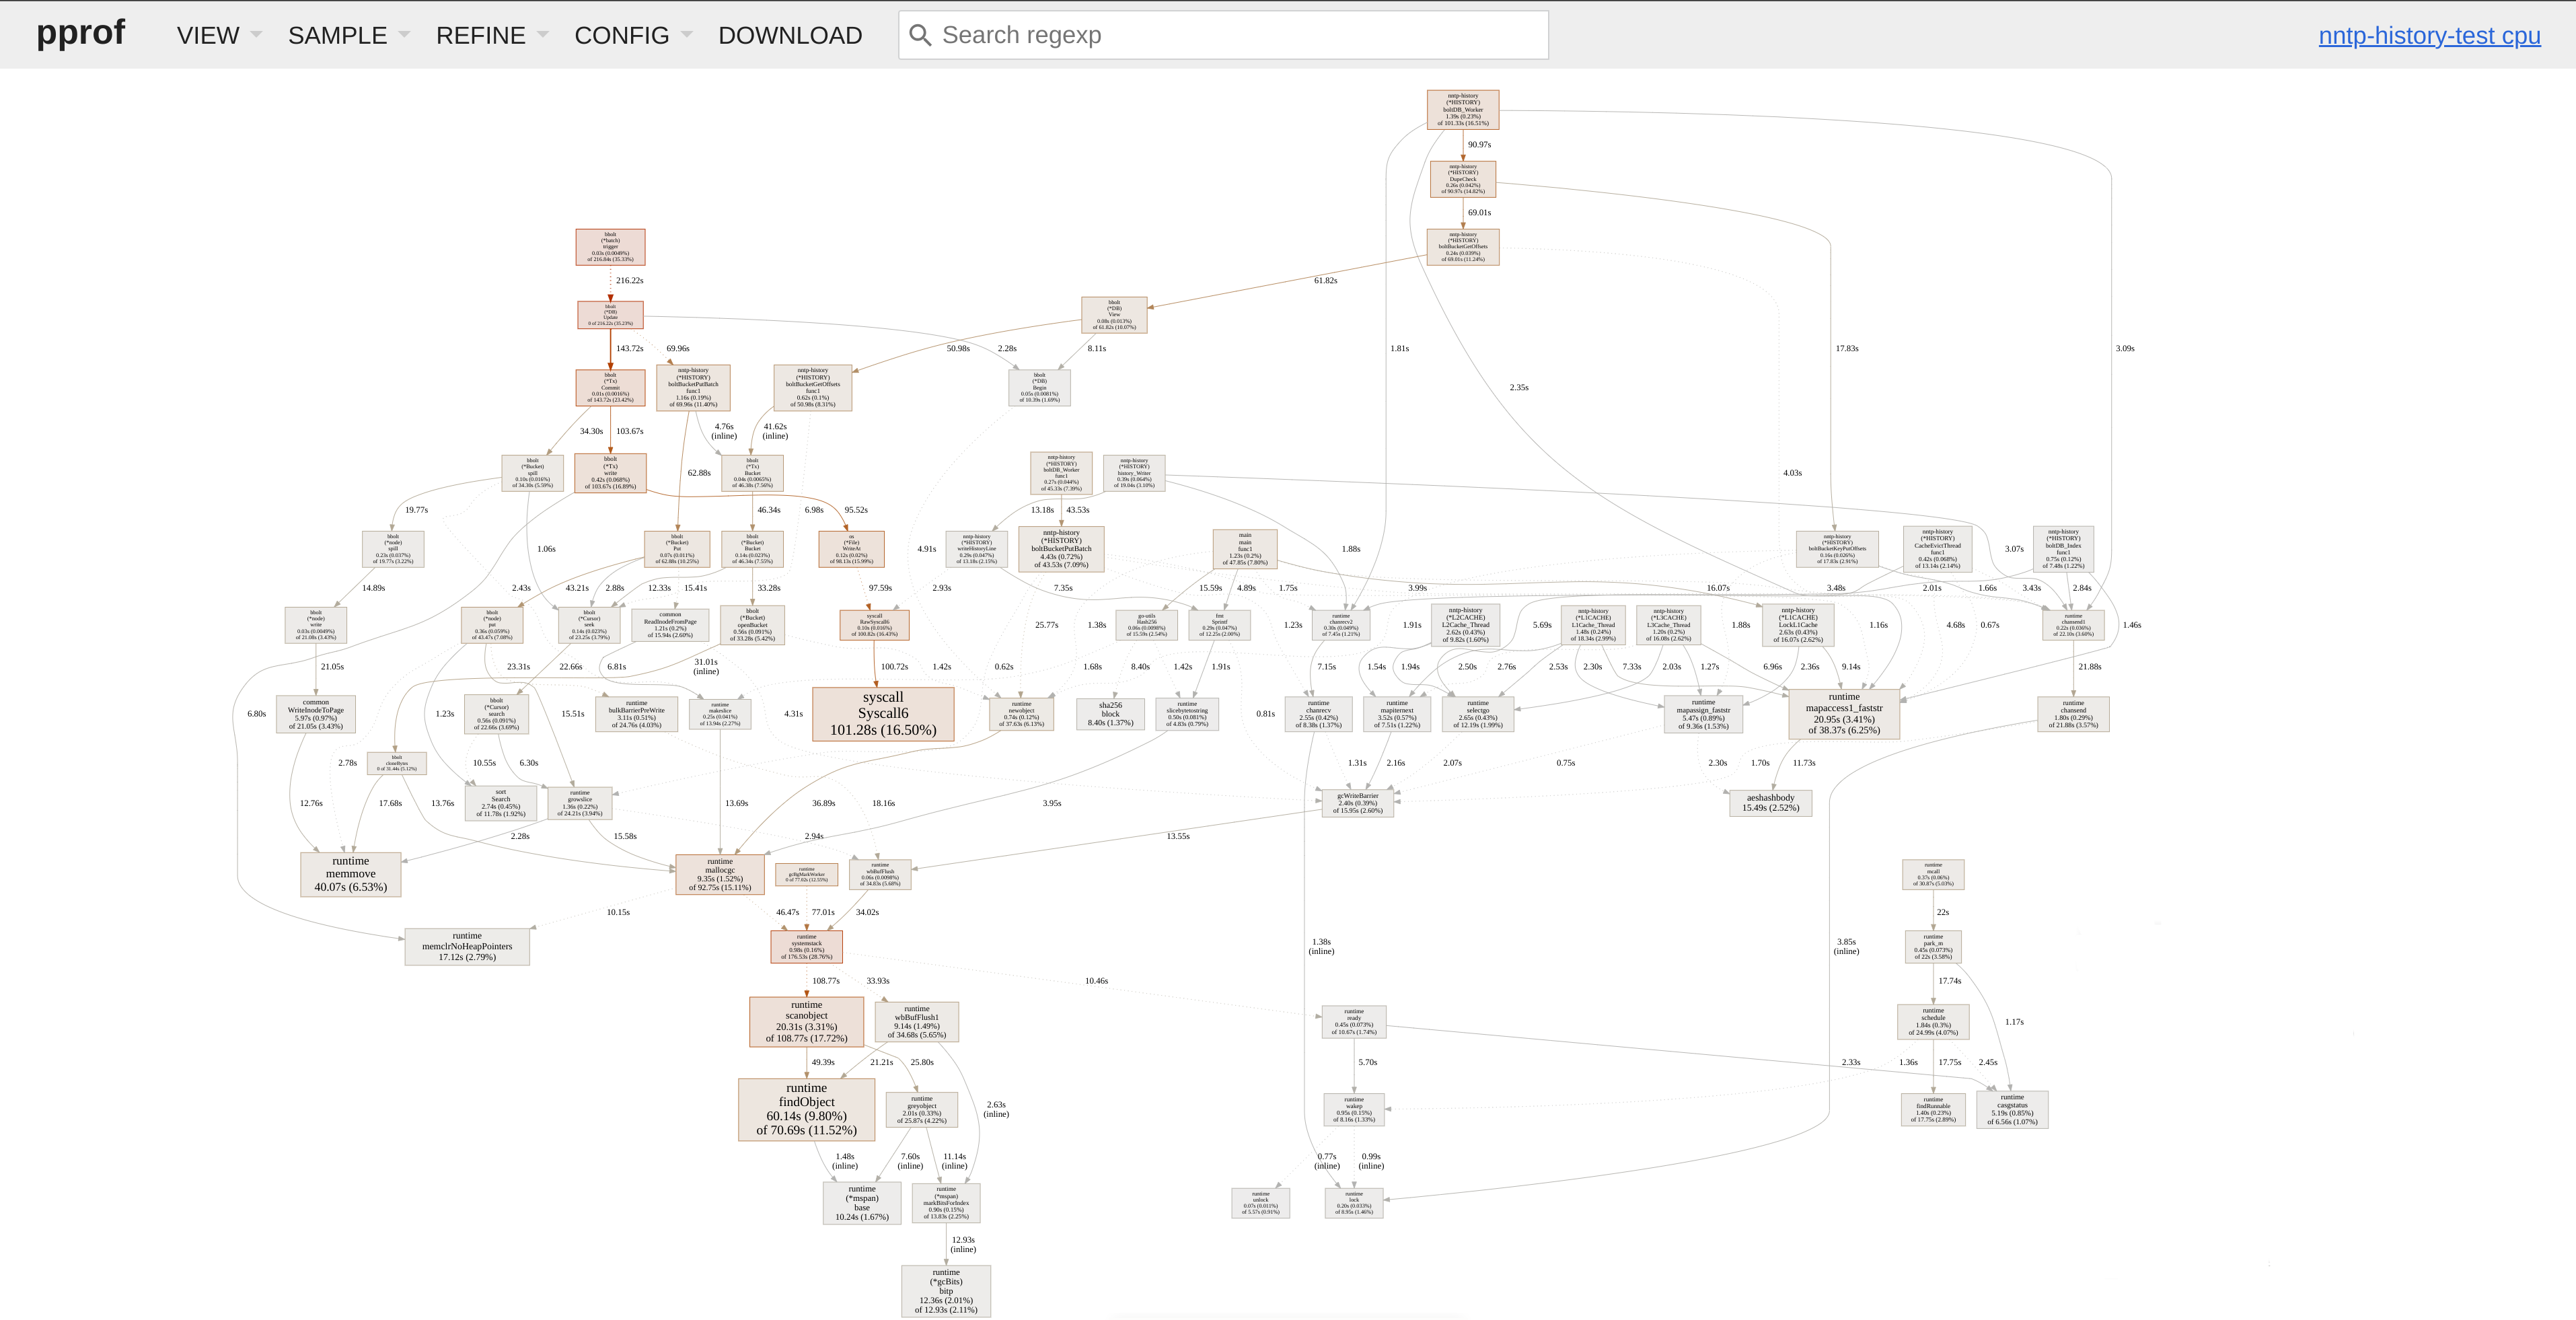 pprof
VIEW
SAMPLE
REFINE
CONFIG
DOWNLOAD
Search regexp
nntp-history-test cpu
nntp-history
(*HISTORY)
boltDB_Worker
1.39s (0.23%)
of 101.33s (16.51%)
90.97s
nntp-history
(*HISTORY)
DupeCheck
0.26s (0.042%)
of 90.97s (14.82%)
69.01s
nntp-history
(*HISTORY)
boltBucketGetOffsets
0.24s (0.039%)
of 69.01s (11.24%)
bbolt
(*batch)
trigger
0.03s (0.0049%)
of 216.84s (35.33%)
216.22s
61.82s
bbolt
(*DB)
Update
0 of 216.22s (35.23%)
bbolt
(*DB)
View
0.08s (0.013%)
of 61.82s (10.07%)
143.72s
69.96s
50.98s
2.28s
8.11s
1.81s
17.83s
3.09s
bbolt
(*Tx)
Commit
0.01s (0.0016%)
of 143.72s (23.42%)
nntp-history
(*HISTORY)
boltBucketPutBatch
func1
1.16s (0.19%)
of 69.96s (11.40%)
nntp-history
(*HISTORY)
boltBucketGetOffsets
func1
0.62s (0.1%)
of 50.98s (8.31%)
bbolt
(*DB)
Begin
0.05s (0.0081%)
of 10.39s (1.69%)
2.35s
34.30s
103.67s
4.76s
(inline)
41.62s
(inline)
bbolt
(*Bucket)
spill
0.10s (0.016%)
of 34.30s (5.59%)
bbolt
(*Tx)
write
0.42s (0.068%)
of 103.67s (16.89%)
62.88s
bbolt
(*Tx)
Bucket
0.04s (0.0065%)
of 46.38s (7.56%)
nntp-history
(*HISTORY)
boltDB_Worker
func1
0.27s (0.044%)
of 45.33s (7.39%)
nntp-history
(*HISTORY)
history_Writer
0.39s (0.064%)
of 19.04s (3.10%)
4.03s
19.77s
46.34s
6.98s
95.52s
13.18s
43.53s
bbolt
(*node)
spill
0.23s (0.037%)
of 19.77s (3.22%)
1.06s
bbolt
(*Bucket)
Put
0.07s (0.011%)
of 62.88s (10.25%)
bbolt
(*Bucket)
Bucket
0.14s (0.023%)
of 46.34s (7.55%)
os
(*File)
WriteAt
0.12s (0.02%)
of 98.13s (15.99%)
4.91s
nntp-history
(*HISTORY)
writeHistoryLine
0.29s (0.047%)
of 13.18s (2.15%)
nntp-history
(*HISTORY)
boltBucketPutBatch
4.43s (0.72%)
of 43.53s (7.09%)
main
main
func1
1.23s (0.2%)
of 47.85s (7.80%)
1.88s
nntp-history
(*HISTORY)
boltBucketKeyPutOffsets
0.16s (0.026%)
of 17.83s (2.91%)
nntp-history
(*HISTORY)
CacheEvictThread
func1
0.42s (0.068%)
of 13.14s (2.14%)
3.07s
nntp-history
(*HISTORY)
boltDB_Index
func1
0.75s (0.12%)
of 7.48s (1.22%)
14.89s
2.43s
43.21s
2.88s
12.33s
15.41s
33.28s
97.59s
2.93s
7.35s
15.59s
4.89s
1.75s
3.99s
16.07s
3.48s
2.01s
1.66s
3.43s
2.84s
bbolt
(*node)
write
0.03s (0.0049%)
of 21.08s (3.43%)
bbolt
(*node)
put
0.36s (0.059%)
of 43.47s (7.08%)
bbolt
(*Cursor)
seek
0.14s (0.023%)
of 23.25s (3.79%)
common
ReadInodeFromPage
1.21s (0.2%)
of 15.94s (2.60%)
bbolt
(*Bucket)
openBucket
0.56s (0.091%)
of 33.28s (5.42%)
syscall
RawSyscall6
0.10s (0.016%)
of 100.82s (16.43%)
25.77s
1.38s
go-utils
Hash256
0.06s (0.0098%)
of 15.59s (2.54%)
fmt
Sprintf
0.29s (0.047%)
of 12.25s (2.00%)
1.23s
runtime
chanrecv2
0.30s (0.049%)
of 7.45s (1.21%)
1.91s
nntp-history
(*L2CACHE)
L2Cache_Thread
2.62s (0.43%)
of 9.82s (1.60%)
5.69s
nntp-history
(*L1CACHE)
L1Cache_Thread
1.48s (0.24%)
of 18.34s (2.99%)
nntp-history
(*L3CACHE)
L3Cache_Thread
1.20s (0.2%)
of 16.08s (2.62%)
1.88s
nntp-history
(*L1CACHE)
LockL1Cache
2.63s (0.43%)
of 16.07s (2.62%)
1.16s
4.68s
0.67s
runtime
chansend1
0.22s (0.036%)
of 22.10s (3.60%)
1.46s
21.05s
23.31s
22.66s
6.81s
31.01s
(inline)
1.42s
100.72s
0.62s
1.68s
8.40s
1.42s
1.91s
7.15s
1.54s
1.94s
2.50s
2.76s
2.53s
2.30s
7.33s
2.03s
1.27s
6.96s
2.36s
9.14s
21.88s
6.80s
common
WriteInodeToPage
5.97s (0.97%)
of 21.05s (3.43%)
1.23s
bbolt
(*Cursor)
search
0.56s (0.091%)
of 22.66s (3.69%)
15.51s
runtime
bulkBarrierPreWrite
3.11s (0.51%)
of 24.76s (4.03%)
runtime
makeslice
0.25s (0.041%)
of 13.94s (2.27%)
4.31s
syscall
Syscall6
101.28s (16.50%)
runtime
newobject
0.74s (0.12%)
of 37.63s (6.13%)
sha256
block
8.40s (1.37%)
runtime
slicebytetostring
0.50s (0.081%)
of 4.83s (0.79%)
0.81s
runtime
chanrecv
2.55s (0.42%)
of 8.38s (1.37%)
runtime
mapiternext
3.52s (0.57%)
of 7.51s (1.22%)
runtime
selectgo
2.65s (0.43%)
of 12.19s (1.99%)
runtime
mapassign_faststr
5.47s (0.89%)
of 9.36s (1.53%)
runtime
mapaccess1_faststr
20.95s (3.41%)
of 38.37s (6.25%)
runtime
chansend
1.80s (0.29%)
of 21.88s (3.57%)
2.78s
bbolt
cloneBytes
0 of 31.44s (5.12%)
10.55s
6.30s
1.31s
2.16s
2.07s
0.75s
2.30s
1.70s
11.73s
12.76s
17.68s
13.76s
sort
Search
2.74s (0.45%)
of 11.78s (1.92%)
runtime
growslice
1.36s (0.22%)
of 24.21s (3.94%)
13.69s
36.89s
18.16s
3.95s
gcWriteBarrier
2.40s (0.39%)
of 15.95s (2.60%)
aeshashbody
15.49s (2.52%)
2.28s
15.58s
2.94s
13.55s
runtime
memmove
40.07s (6.53%)
runtime
mallocgc
9.35s (1.52%)
of 92.75s (15.11%)
runtime
gcBgMarkWorker
0 of 77.02s (12.55%)
runtime
wbBufFlush
0.06s (0.0098%)
of 34.83s (5.68%)
runtime
mcall
0.37s (0.06%)
of 30.87s (5.03%)
10.15s
46.47s
77.01s
34.02s
22s
runtime
memclrNoHeapPointers
17.12s (2.79%)
runtime
systemstack
0.98s (0.16%)
of 176.53s (28.76%)
1.38s
(inline)
3.85s
(inline)
runtime
park_m
0.45s (0.073%)
of 22s (3.58%)
108.77s
33.93s
10.46s
17.74s
runtime
scanobject
20.31s (3.31%)
of 108.77s (17.72%)
runtime
wbBufFlush1
9.14s (1.49%)
of 34.68s (5.65%)
runtime
ready
0.45s (0.073%)
of 10.67s (1.74%)
runtime
schedule
1.84s (0.3%)
of 24.99s (4.07%)
1.17s
49.39s
21.21s
25.80s
5.70s
2.33s
1.36s
17.75s
2.45s
runtime
findObject
60.14s (9.80%)
of 70.69s (11.52%)
runtime
greyobject
2.01s (0.33%)
of 25.87s (4.22%)
2.63s
(inline)
runtime
wakep
0.95s (0.15%)
of 8.16s (1.33%)
runtime
findRunnable
1.40s (0.23%)
of 17.75s (2.89%)
runtime
casgstatus
5.19s (0.85%)
of 6.56s (1.07%)
1.48s
(inline)
7.60s
(inline)
11.14s
(inline)
0.77s
(inline)
0.99s
(inline)
runtime
(*mspan)
base
10.24s (1.67%)
runtime
(*mspan)
markBitsForIndex
0.90s (0.15%)
of 13.83s (2.25%)
runtime
unlock
0.07s (0.011%)
of 5.57s (0.91%)
runtime
lock
0.20s (0.033%)
of 8.95s (1.46%)
12.93s
(inline)
runtime
(*gcBits)
bitp
12.36s (2.01%)
of 12.93s (2.11%)